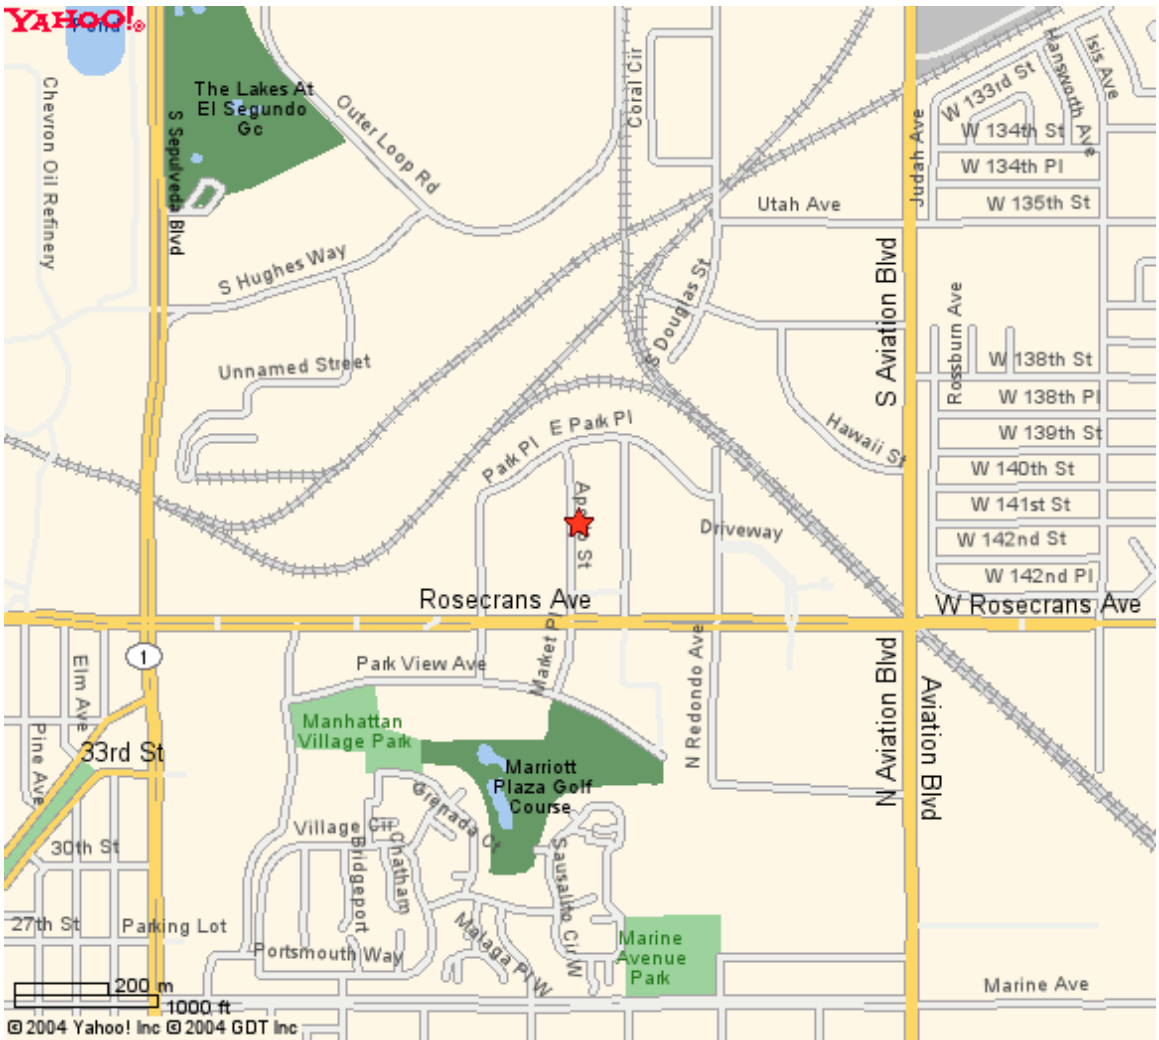 YAHOO!®
Pond
The Lakes At
El Segundo
Gc
Chevron Oil Refinery
S Sepulveda Blvd
Outer Loop Rd
Coral Cir
Judah Ave
W 133rd St
Hansworth Ave
Isis Ave
W 134th St
W 134th Pl
W 135th St
Utah Ave
S Hughes Way
S Douglas St
S Aviation Blvd
Rossburn Ave
Unnamed Street
W 138th St
W 138th Pl
Hawaii St
W 139th St
W 140th St
W 141st St
W 142nd St
W 142nd Pl
Park Pl
E Park Pl
St
Driveway
Rosecrans Ave
W Rosecrans Ave
1
Elm Ave
Pine Ave
33rd St
Park View Ave
Market Pl
N Redondo Ave
N Aviation Blvd
Aviation Blvd
Manhattan
Village Park
Marriott
Plaza Golf
Course
Glenada Ct
Village Cir
Chatham
Bridgeport
Sausalito Cir W
30th St
27th St
Parking Lot
Portsmouth Way
Malaga Pl W
Marine
Avenue
Park
Marine Ave
200 m
1000 ft
© 2004 Yahoo! Inc © 2004 GDT Inc